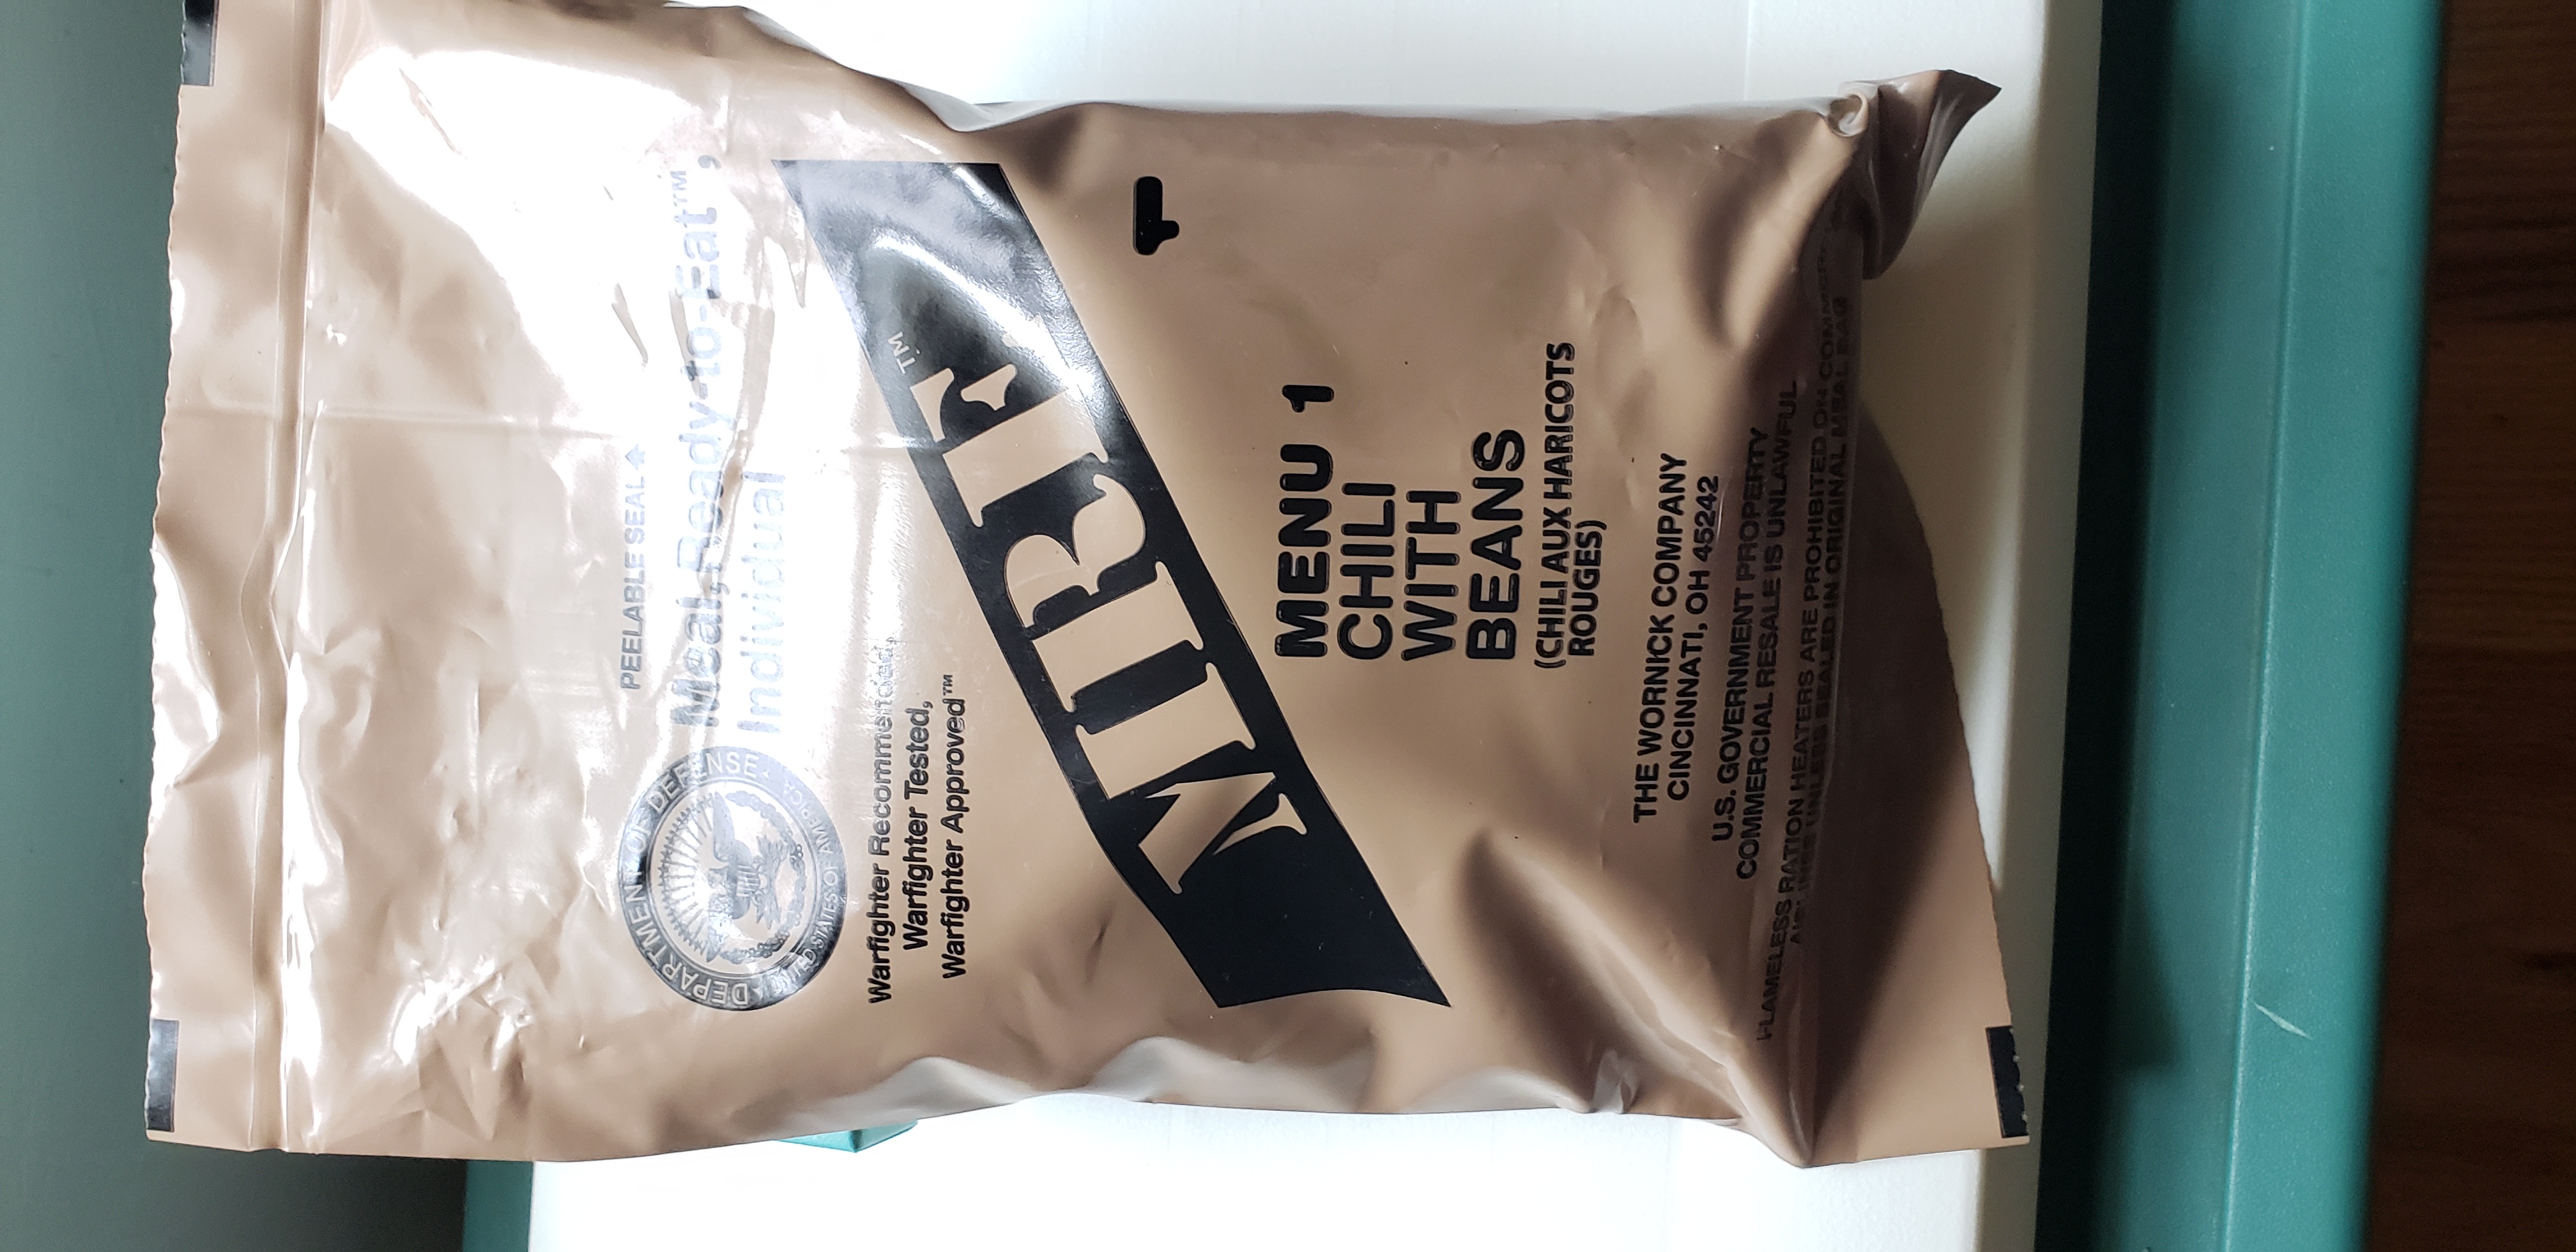 PEELABLE SEAL
Meal, Ready-to-Eat™,
Individual
DEPARTMENT OF DEFENSE
UNITED STATES OF AMERICA
Warfighter Recommended,
Warfighter Tested,
Warfighter Approved™
MRE™
1
MENU 1
CHILI
WITH
BEANS
(CHILI AUX HARICOTS
ROUGES)
THE WORNICK COMPANY
CINCINNATI, OH 45242
U.S. GOVERNMENT PROPERTY
COMMERCIAL RESALE IS UNLAWFUL
FLAMELESS RATION HEATERS ARE PROHIBITED ON
UNLESS SEALED IN ORIGINAL MEAL BAG